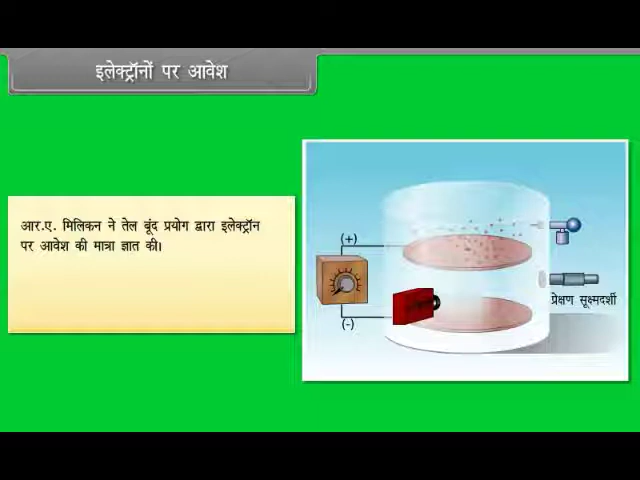 इलेक्ट्रॉनों पर आवेश
आर.ए. मिलिकन ने तेल बूंद प्रयोग द्वारा इलेक्ट्रॉन
पर आवेश की मात्रा ज्ञात की।
(+)
प्रेक्षण सूक्ष्मदर्शी
(-)